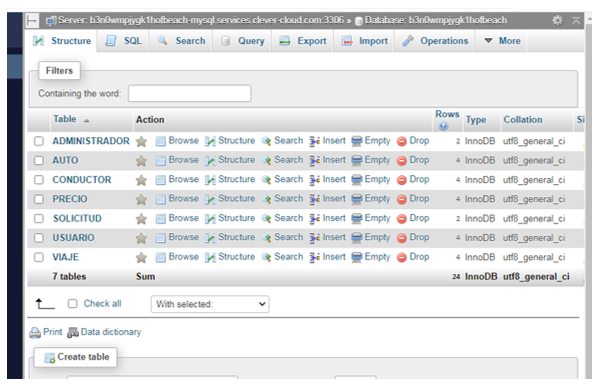 Server: b3n0wmpjygk1hofbeach-mysql.services.clever-cloud.com:3306 » Database: b3n0wmpjygk1hofbeach
Structure SQL Search Query Export Import Operations More
Filters
Containing the word:
Table Action Rows Type Collation Si
ADMINISTRADOR Browse Structure Search Insert Empty Drop 2 InnoDB utf8_general_ci
AUTO Browse Structure Search Insert Empty Drop 4 InnoDB utf8_general_ci
CONDUCTOR Browse Structure Search Insert Empty Drop 4 InnoDB utf8_general_ci
PRECIO Browse Structure Search Insert Empty Drop 4 InnoDB utf8_general_ci
SOLICITUD Browse Structure Search Insert Empty Drop 2 InnoDB utf8_general_ci
USUARIO Browse Structure Search Insert Empty Drop 4 InnoDB utf8_general_ci
VIAJE Browse Structure Search Insert Empty Drop 4 InnoDB utf8_general_ci
7 tables Sum 24 InnoDB utf8_general_ci
Check all With selected:
Print Data dictionary
Create table